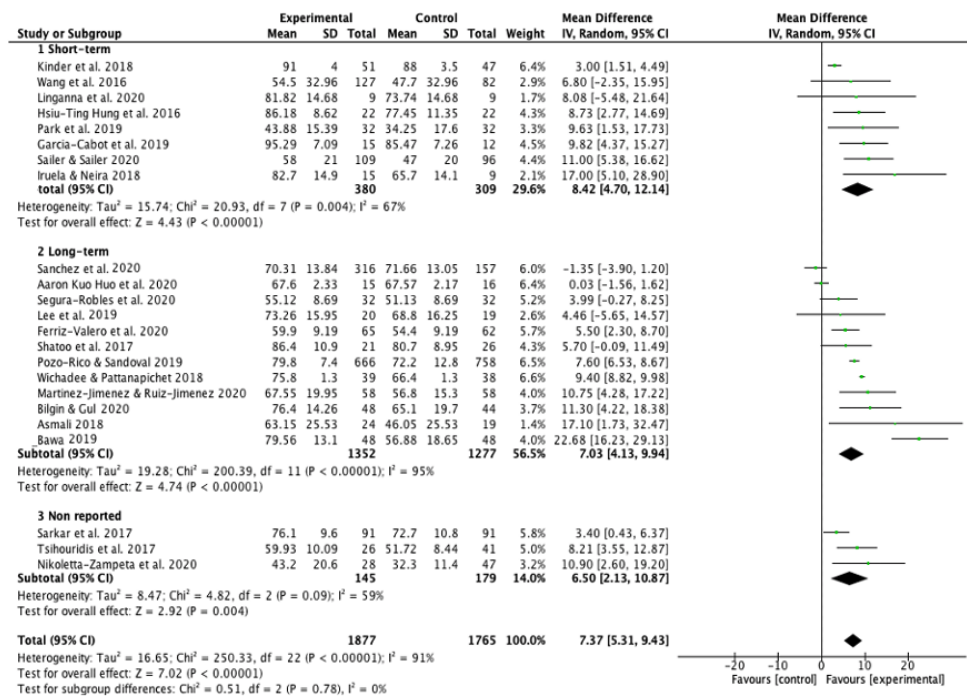 Experimental Control Mean Difference Mean Difference
Study or Subgroup Mean SD Total Mean SD Total Weight IV, Random, 95% CI IV, Random, 95% CI
1 Short-term
Kinder et al. 2018 91 4 51 88 3.5 47 6.4% 3.00 [1.51, 4.49]
Wang et al. 2016 54.5 32.96 127 47.7 32.96 82 2.9% 6.80 [-2.35, 15.95]
Linganna et al. 2020 81.82 14.68 9 73.74 14.68 9 1.7% 8.08 [-5.48, 21.64]
Hsiu-Ting Hung et al. 2016 86.18 8.62 22 77.45 11.35 22 4.4% 8.73 [2.77, 14.69]
Park et al. 2019 43.88 15.39 32 34.25 17.6 32 3.3% 9.63 [1.53, 17.73]
Garcia-Cabot et al. 2019 95.29 7.09 15 85.47 7.26 12 4.6% 9.82 [4.37, 15.27]
Sailer & Sailer 2020 58 21 109 47 20 96 4.5% 11.00 [5.38, 16.62]
Iruela & Neira 2018 82.7 14.9 15 65.7 14.1 9 2.1% 17.00 [5.10, 28.90]
total (95% CI) 380 309 29.6% 8.42 [4.70, 12.14]
Heterogeneity: Tau² = 15.74; Chi² = 20.93, df = 7 (P = 0.004); I² = 67%
Test for overall effect: Z = 4.43 (P < 0.00001)
2 Long-term
Sanchez et al. 2020 70.31 13.84 316 71.66 13.05 157 6.0% -1.35 [-3.90, 1.20]
Aaron Kuo Huo et al. 2020 67.6 2.33 15 67.57 2.17 16 6.4% 0.03 [-1.56, 1.62]
Segura-Robles et al. 2020 55.12 8.69 32 51.13 8.69 32 5.2% 3.99 [-0.27, 8.25]
Lee et al. 2019 73.26 15.95 20 68.8 16.25 19 2.7% 4.46 [-5.65, 14.57]
Ferriz-Valero et al. 2020 59.9 9.19 65 54.4 9.19 62 5.7% 5.50 [2.30, 8.70]
Shatoo et al. 2017 86.4 10.9 21 80.7 8.95 26 4.5% 5.70 [-0.09, 11.49]
Pozo-Rico & Sandoval 2019 79.8 7.4 666 72.2 12.8 758 6.5% 7.60 [6.53, 8.67]
Wichadee & Pattanapichet 2018 75.8 1.3 39 66.4 1.3 38 6.6% 9.40 [8.82, 9.98]
Martinez-Jimenez & Ruiz-Jimenez 2020 67.55 19.95 58 56.8 15.3 58 4.1% 10.75 [4.28, 17.22]
Bilgin & Gul 2020 76.4 14.26 48 65.1 19.7 44 3.7% 11.30 [4.22, 18.38]
Asmali 2018 63.15 25.53 24 46.05 25.53 19 1.4% 17.10 [1.73, 32.47]
_Bawa 2019 79.56 13.1 48 56.88 18.65 48 4.0% 22.68 [16.23, 29.13]
Subtotal (95% CI) 1352 1277 56.5% 7.03 [4.13, 9.94]
Heterogeneity: Tau² = 19.28; Chi² = 200.39, df = 11 (P < 0.00001); I² = 95%
Test for overall effect: Z = 4.74 (P < 0.00001)
3 Non reported
Sarkar et al. 2017 76.1 9.6 91 72.7 10.8 91 5.8% 3.40 [0.43, 6.37]
Tsihouridis et al. 2017 59.93 10.09 26 51.72 8.44 41 5.0% 8.21 [3.55, 12.87]
Nikoletta-Zampeta et al. 2020 43.2 20.6 28 32.3 11.4 47 3.2% 10.90 [2.60, 19.20]
Subtotal (95% CI) 145 179 14.0% 6.50 [2.13, 10.87]
Heterogeneity: Tau² = 8.47; Chi² = 4.82, df = 2 (P = 0.09); I² = 59%
Test for overall effect: Z = 2.92 (P = 0.004)
Total (95% CI) 1877 1765 100.0% 7.37 [5.31, 9.43]
Heterogeneity: Tau² = 16.65; Chi² = 250.33, df = 22 (P < 0.00001); I² = 91%
Test for overall effect: Z = 7.02 (P < 0.00001)
Test for subgroup differences: Chi² = 0.51, df = 2 (P = 0.78), I² = 0%
-20 -10 0 10 20
Favours [control] Favours [experimental]